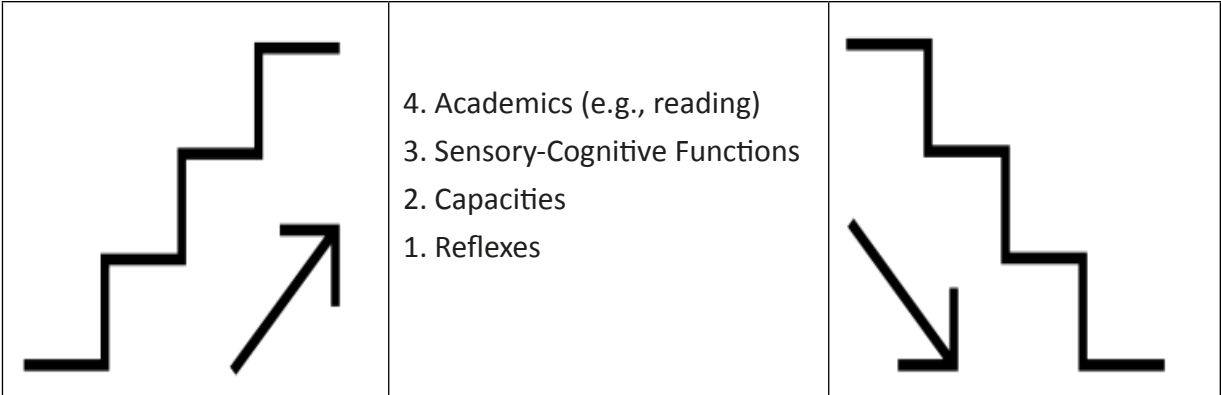 4. Academics (e.g., reading)
3. Sensory-Cognitive Functions
2. Capacities
1. Reflexes